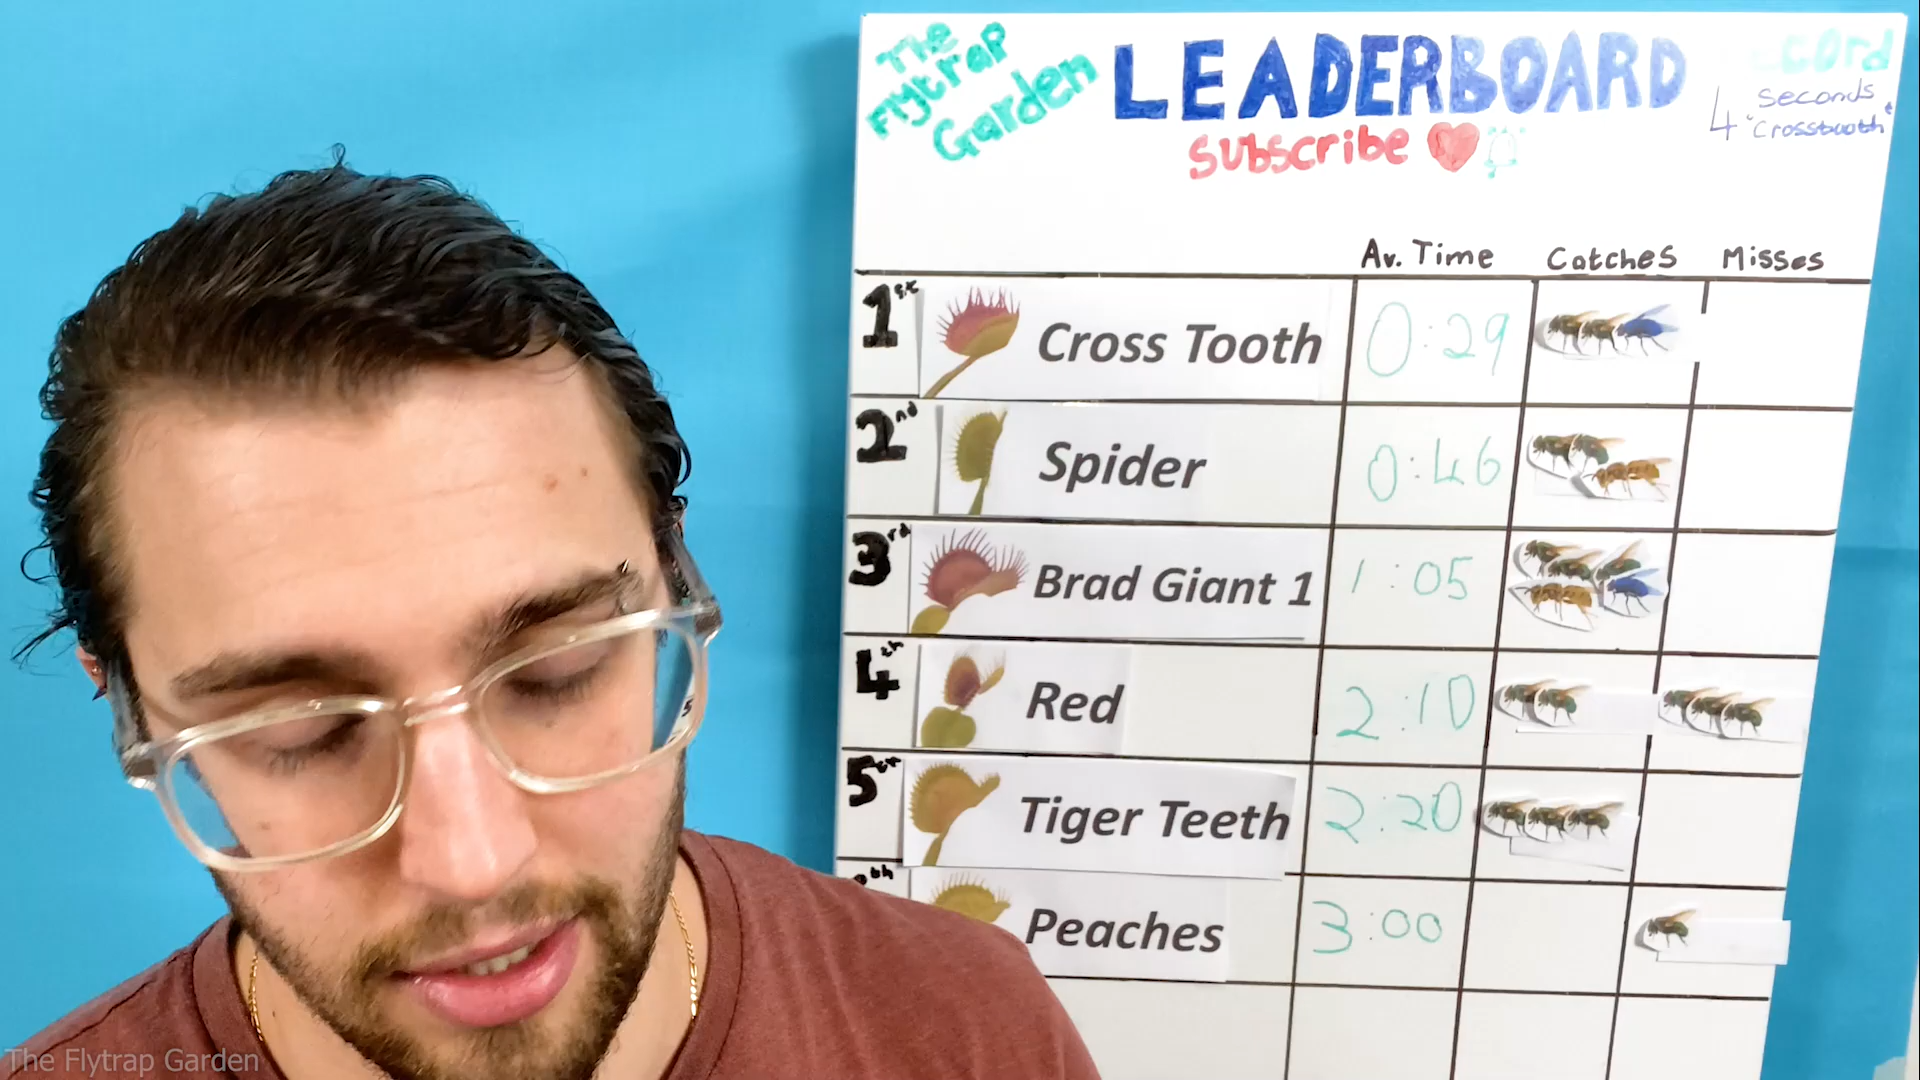 The
Flytrap
Garden
LEADERBOARD
Subscribe
cord
4 seconds
"Crosstooth"
Av. Time Catches Misses
1st Cross Tooth 0:29
2nd Spider 0:46
3rd Brad Giant 1 1:05
4th Red 2:10
5th Tiger Teeth 2:20
th Peaches 3:00
The Flytrap Garden